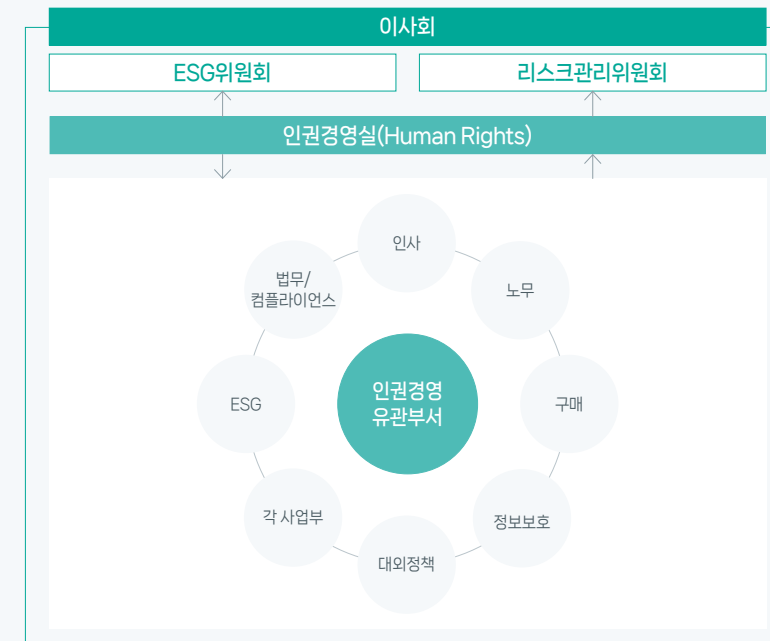 이사회
ESG위원회
리스크관리위원회
인권경영실(Human Rights)
인사
법무/
컴플라이언스
노무
인권경영
유관부서
ESG
구매
각 사업부
정보보호
대외정책